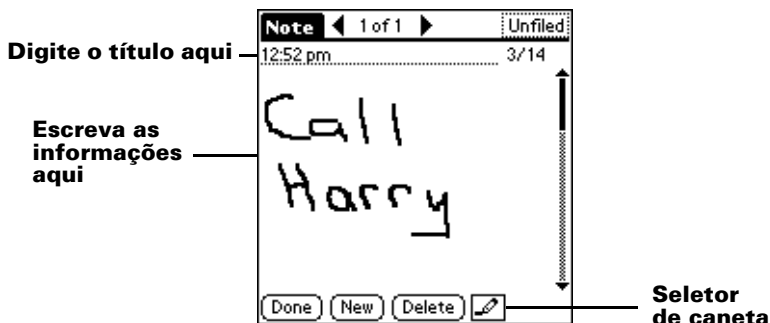 Note 1 of 1 Unfiled
Digite o título aqui 12:52 pm 3/14
Call
Escreva as
informações
aqui
Harry
Done New Delete
Seletor
de caneta